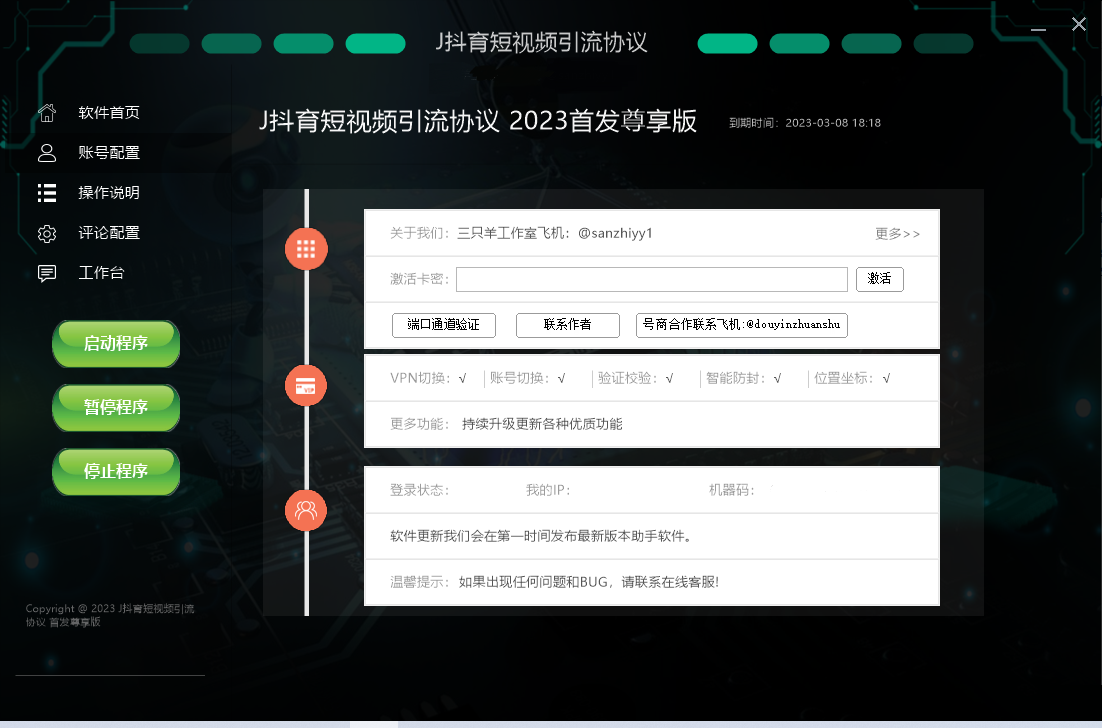 J抖育短视频引流协议
软件首页
账号配置
操作说明
评论配置
工作台
启动程序
暂停程序
停止程序
Copyright @ 2023 J抖育短视频引流
协议 首发尊享版
J抖育短视频引流协议 2023首发尊享版
到期时间：2023-03-08 18:18
关于我们：三只羊工作室飞机：@sanzhiyy1 更多>>
激活卡密： 激活
端口通道验证 联系作者 号商合作联系飞机:@douyinzhuanshu
VPN切换：√ 账号切换：√ 验证校验：√ 智能防封：√ 位置坐标：√
更多功能： 持续升级更新各种优质功能
登录状态： 我的IP： 机器码：
软件更新我们会在第一时间发布最新版本助手软件。
温馨提示： 如果出现任何问题和BUG，请联系在线客服!